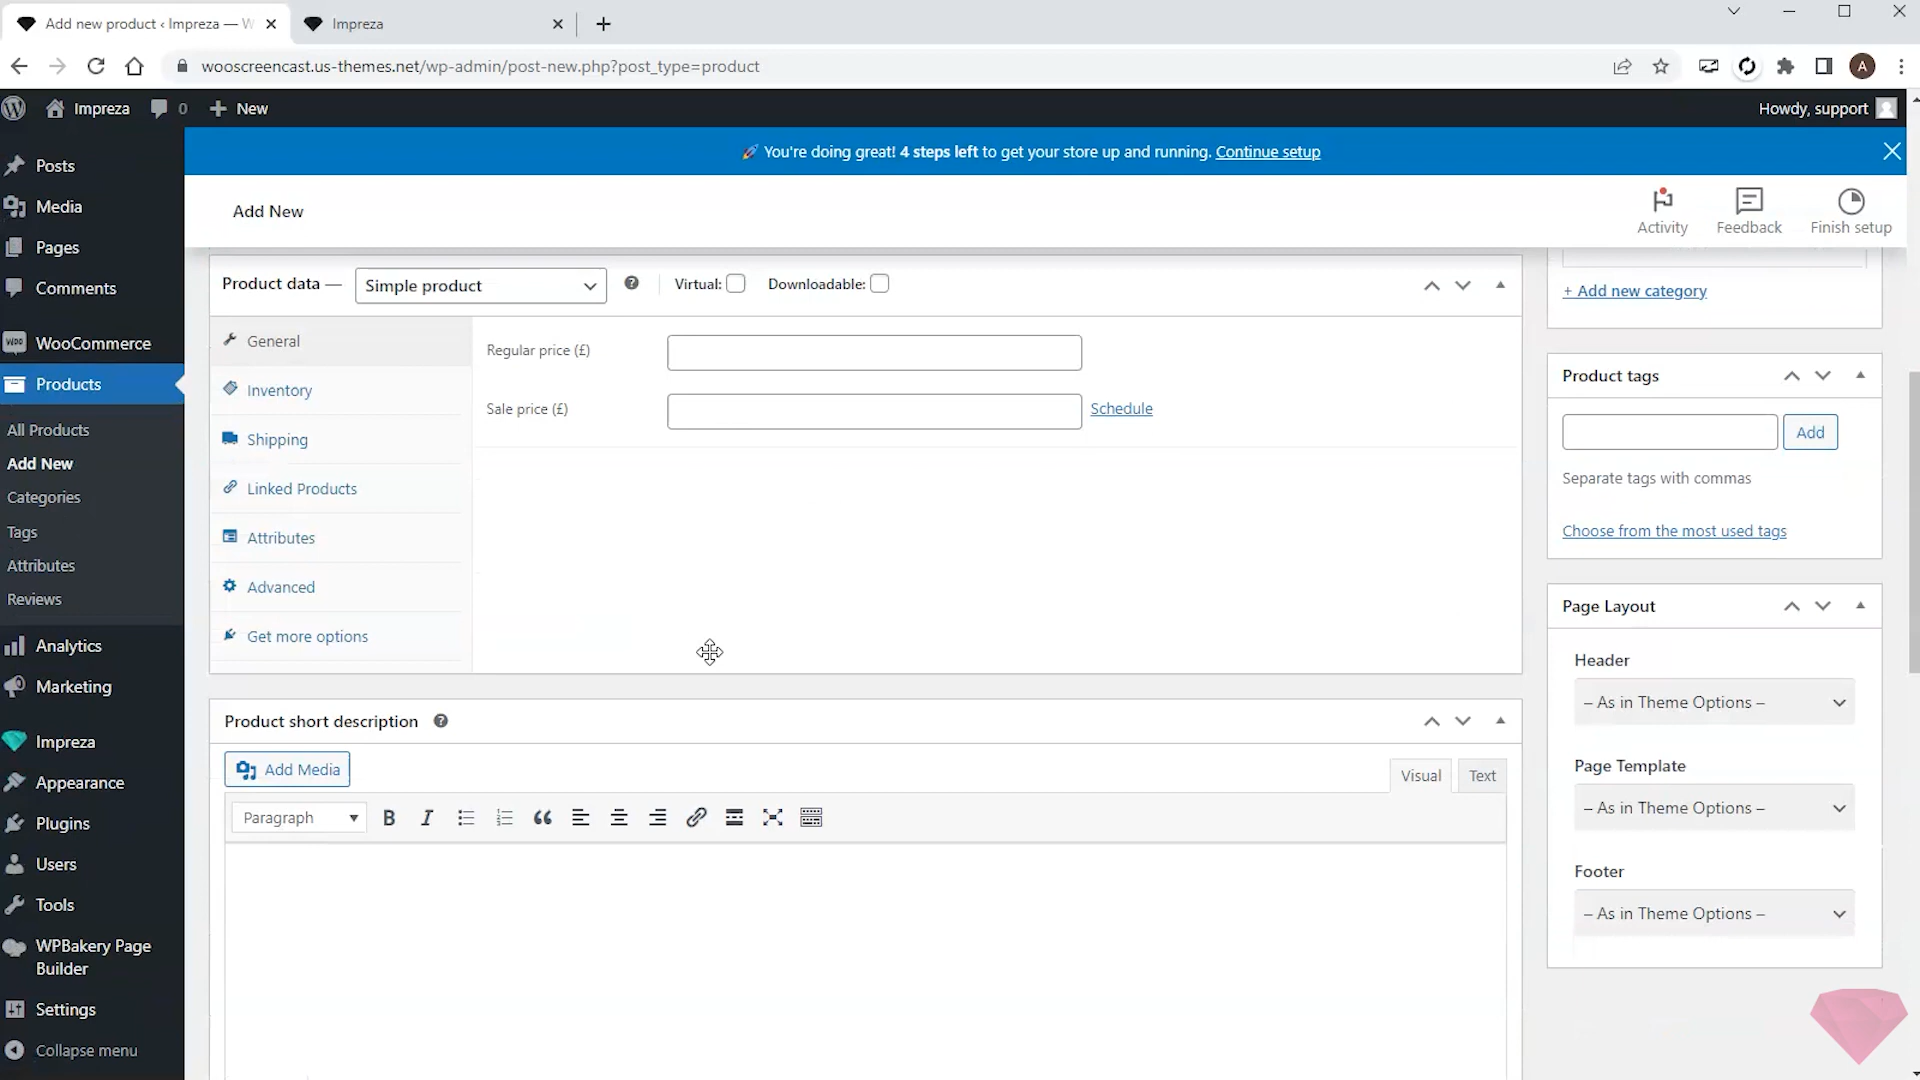 Add new product ‹ Impreza — W
Impreza
wooscreencast.us-themes.net/wp-admin/post-new.php?post_type=product
A
Impreza
0
New
Howdy, support
You're doing great! 4 steps left to get your store up and running. Continue setup
Add New
Activity
Feedback
Finish setup
Posts
Media
Pages
Comments
WOO
WooCommerce
Products
All Products
Add New
Categories
Tags
Attributes
Reviews
Analytics
Marketing
Impreza
Appearance
Plugins
Users
Tools
WPBakery Page
Builder
Settings
Collapse menu
Product data —
Simple product
Virtual:
Downloadable:
General
Inventory
Shipping
Linked Products
Attributes
Advanced
Get more options
Regular price (£)
Sale price (£)
Schedule
Product short description
Add Media
Visual
Text
Paragraph
+ Add new category
Product tags
Add
Separate tags with commas
Choose from the most used tags
Page Layout
Header
– As in Theme Options –
Page Template
– As in Theme Options –
Footer
– As in Theme Options –